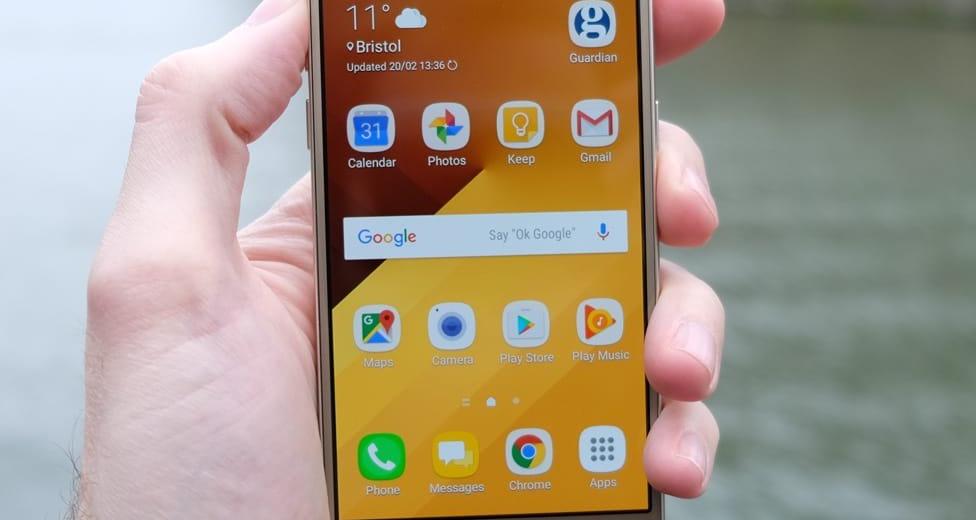 11°
Bristol
Updated 20/02 13:36
g
Guardian
31
Calendar
Photos
Keep
M
Gmail
Google
Say "Ok Google"
G
Maps
Camera
Play Store
Play Music
Phone
Messages
Chrome
Apps